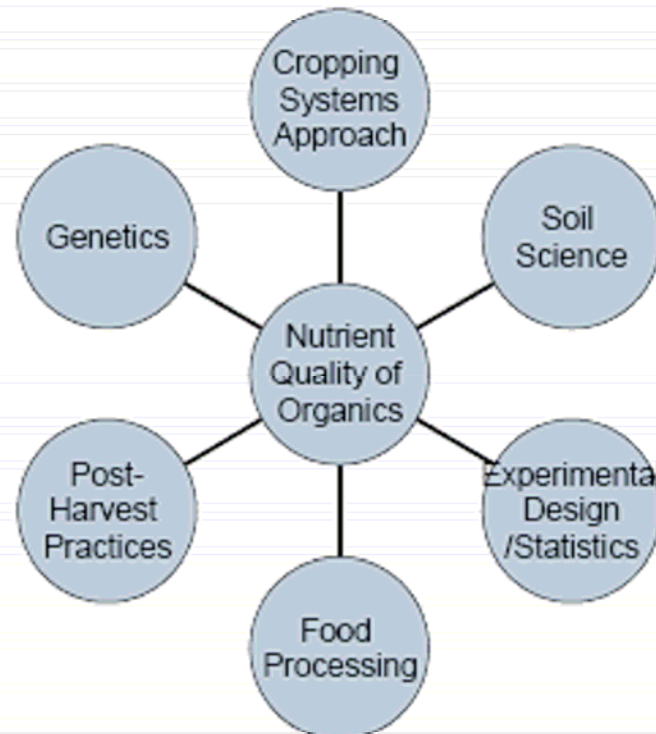 Cropping
Systems
Approach
Genetics
Soil
Science
Nutrient
Quality of
Organics
Post-
Harvest
Practices
Experimenta
Design
/Statistics
Food
Processing